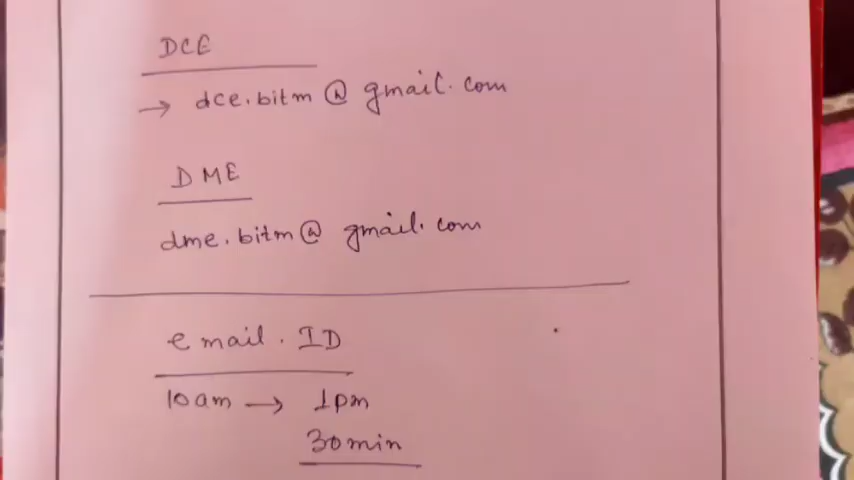 DCE
→ dce.bitm@gmail.com
DME
dme.bitm@gmail.com
email. ID
10am → 1pm
30min